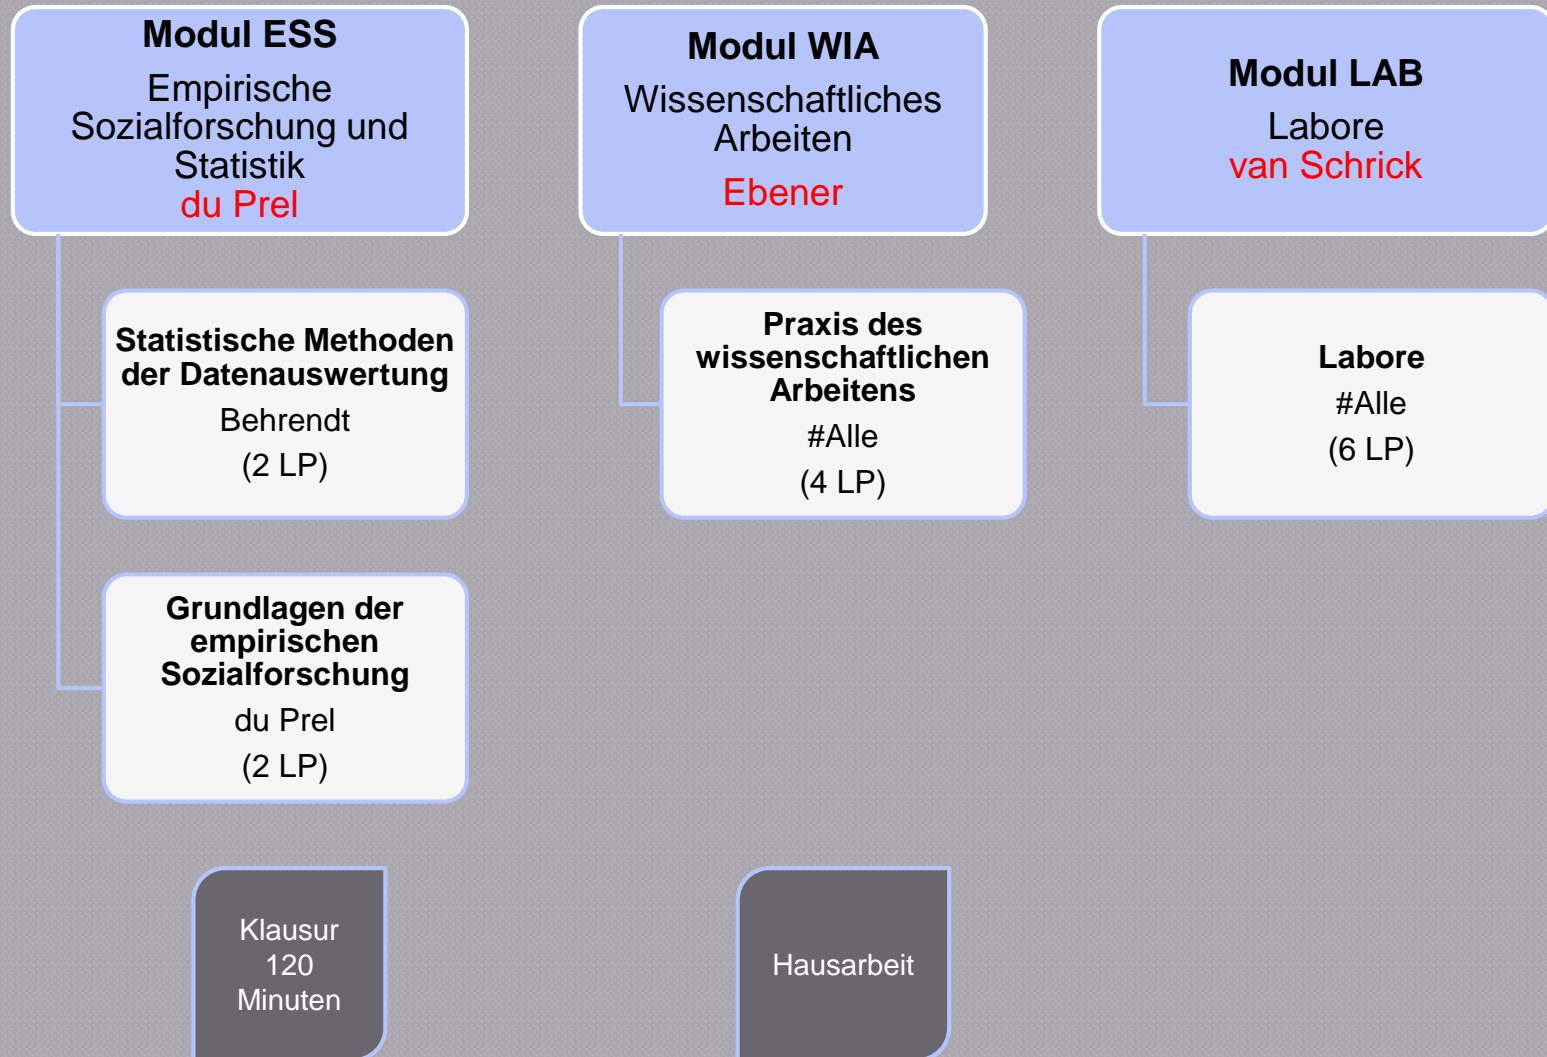 Modul ESS
Empirische
Sozialforschung und
Statistik
du Prel
Statistische Methoden
der Datenauswertung
Behrendt
(2 LP)
Grundlagen der
empirischen
Sozialforschung
du Prel
(2 LP)
Klausur
120
Minuten
Modul WIA
Wissenschaftliches
Arbeiten
Ebener
Praxis des
wissenschaftlichen
Arbeitens
#Alle
(4 LP)
Hausarbeit
Modul LAB
Labore
van Schrick
Labore
#Alle
(6 LP)